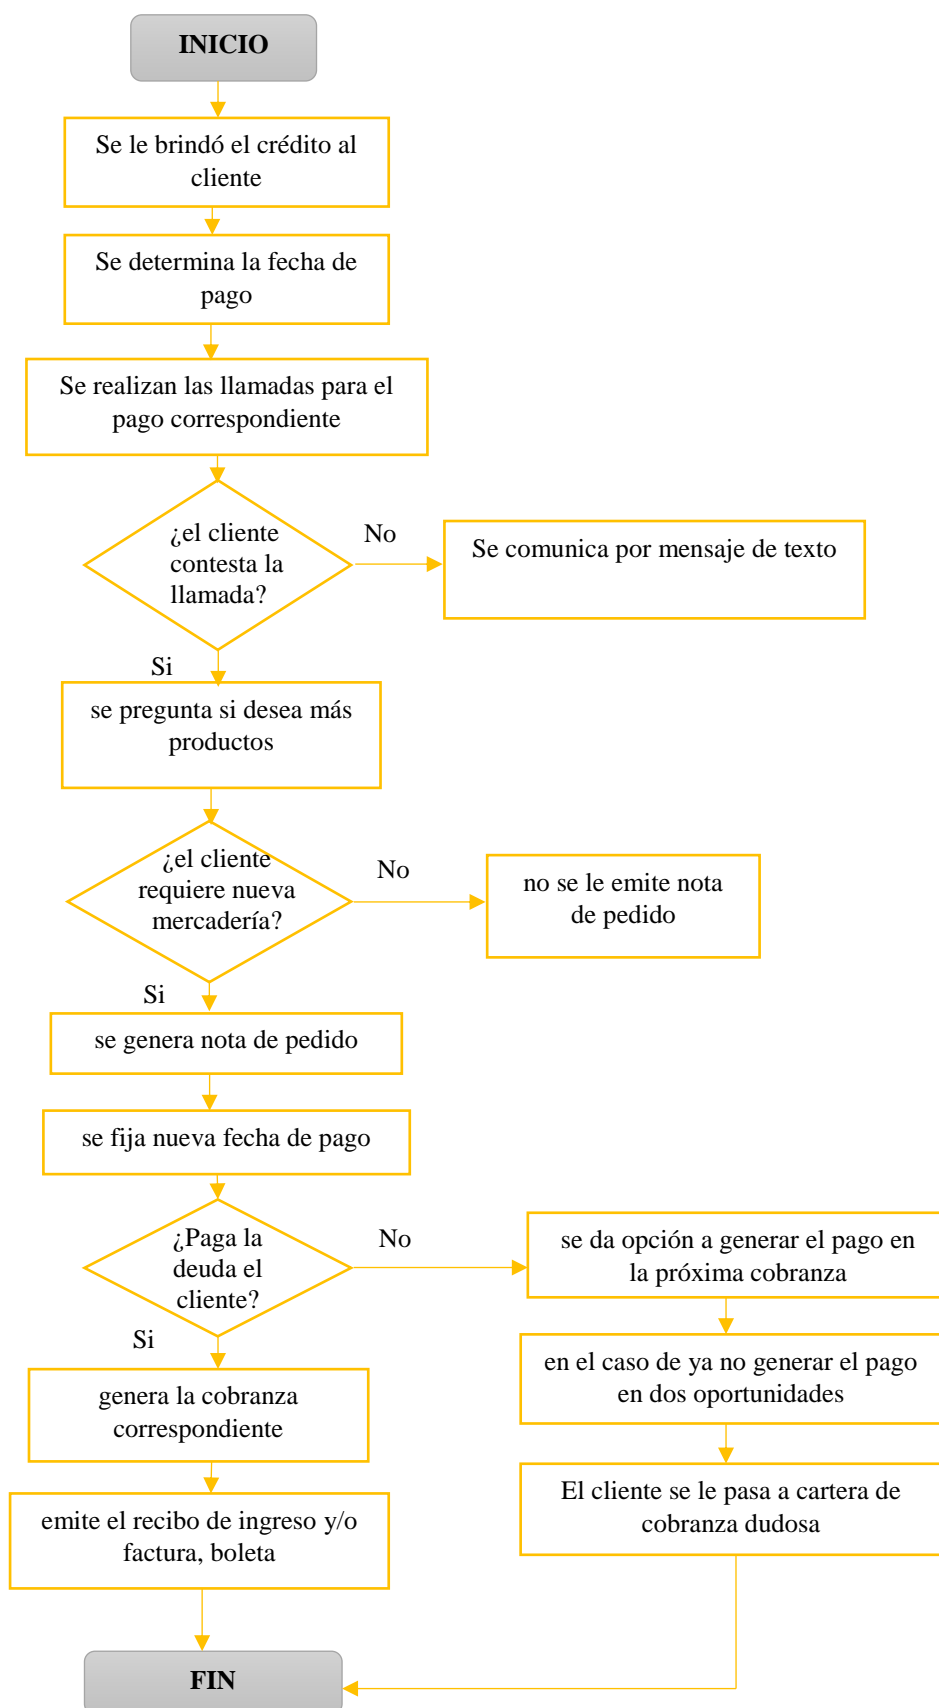 INICIO
Se le brindó el crédito al
cliente
Se determina la fecha de
pago
Se realizan las llamadas para el
pago correspondiente
¿el cliente
contesta la
llamada?
No
Se comunica por mensaje de texto
Si
se pregunta si desea más
productos
¿el cliente
requiere nueva
mercadería?
No
no se le emite nota
de pedido
Si
se genera nota de pedido
se fija nueva fecha de pago
¿Paga la
deuda el
cliente?
No
se da opción a generar el pago en
la próxima cobranza
Si
en el caso de ya no generar el pago
en dos oportunidades
genera la cobranza
correspondiente
El cliente se le pasa a cartera de
cobranza dudosa
emite el recibo de ingreso y/o
factura, boleta
FIN